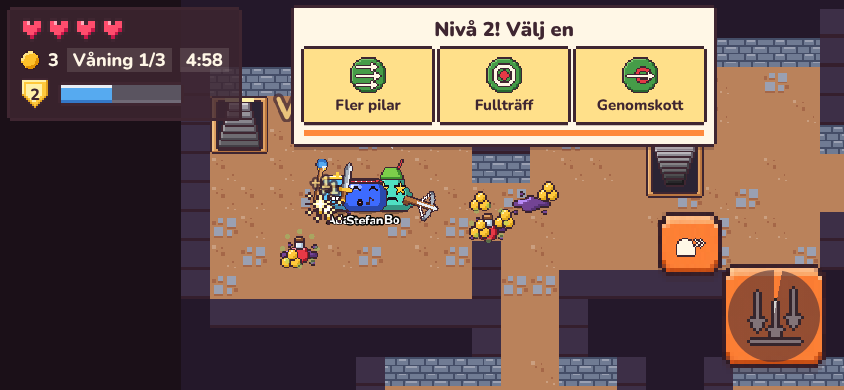 Nivå 2! Välj en
3 Våning 1/3 4:58
2
Fler pilar Fullträff Genomskott
StefanBo